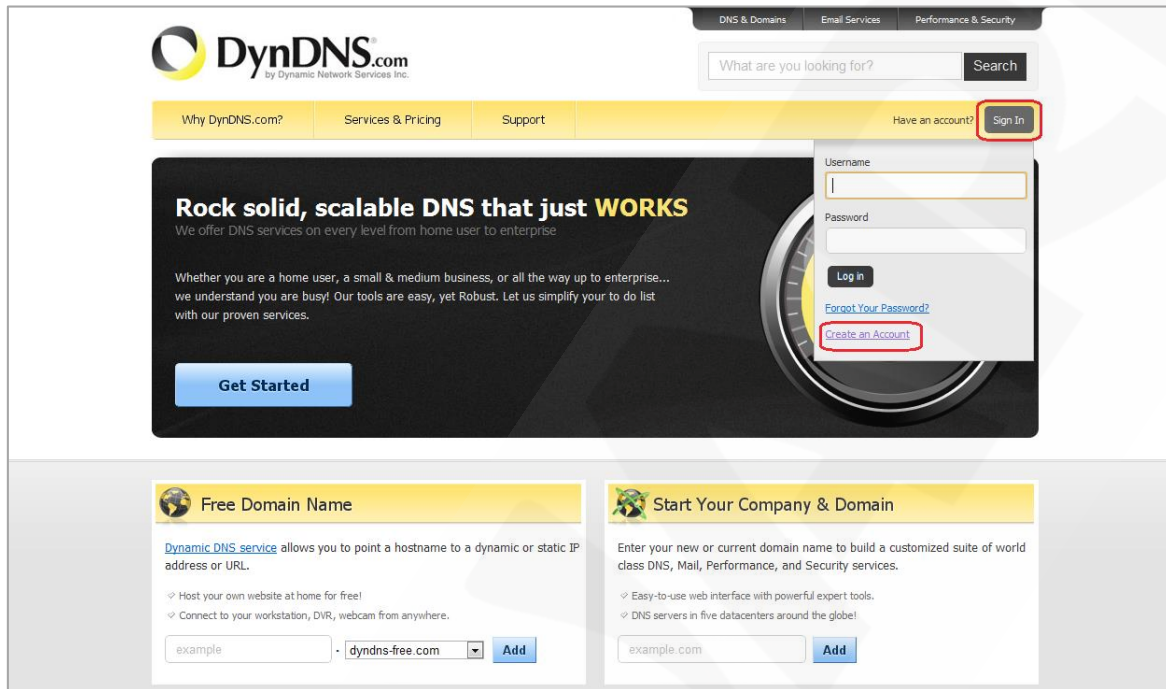 DNS & Domains Email Services Performance & Security
DynDNS.com
by Dynamic Network Services Inc.
What are you looking for? Search
Why DynDNS.com? Services & Pricing Support Have an account? Sign In
Username
Password
Log in
Forgot Your Password?
Create an Account
Rock solid, scalable DNS that just WORKS
We offer DNS services on every level from home user to enterprise
Whether you are a home user, a small & medium business, or all the way up to enterprise...
we understand you are busy! Our tools are easy, yet Robust. Let us simplify your to do list
with our proven services.
Get Started
Free Domain Name
Dynamic DNS service allows you to point a hostname to a dynamic or static IP
address or URL.
Host your own website at home for free!
Connect to your workstation, DVR, webcam from anywhere.
example . dyndns-free.com Add
Start Your Company & Domain
Enter your new or current domain name to build a customized suite of world
class DNS, Mail, Performance, and Security services.
Easy-to-use web interface with powerful expert tools.
DNS servers in five datacenters around the globe!
example.com Add